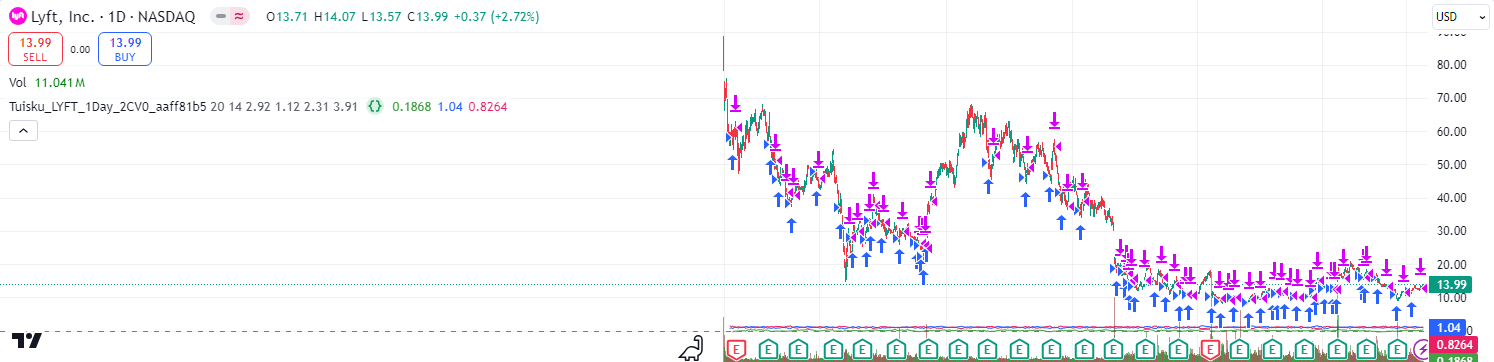 Lyft, Inc. · 1D · NASDAQ O13.71 H14.07 L13.57 C13.99 +0.37 (+2.72%)
USD
13.99
SELL
0.00
13.99
BUY
Vol 11.041 M
Tuisku_LYFT_1Day_2CV0_aaff81b5 20 14 2.92 1.12 2.31 3.91 {} 0.1868 1.04 0.8264
80.00
70.00
60.00
50.00
40.00
30.00
20.00
13.99
10.00
1.04
0.8264
E E E E E E E E E E E E E E E E E E E E E E E